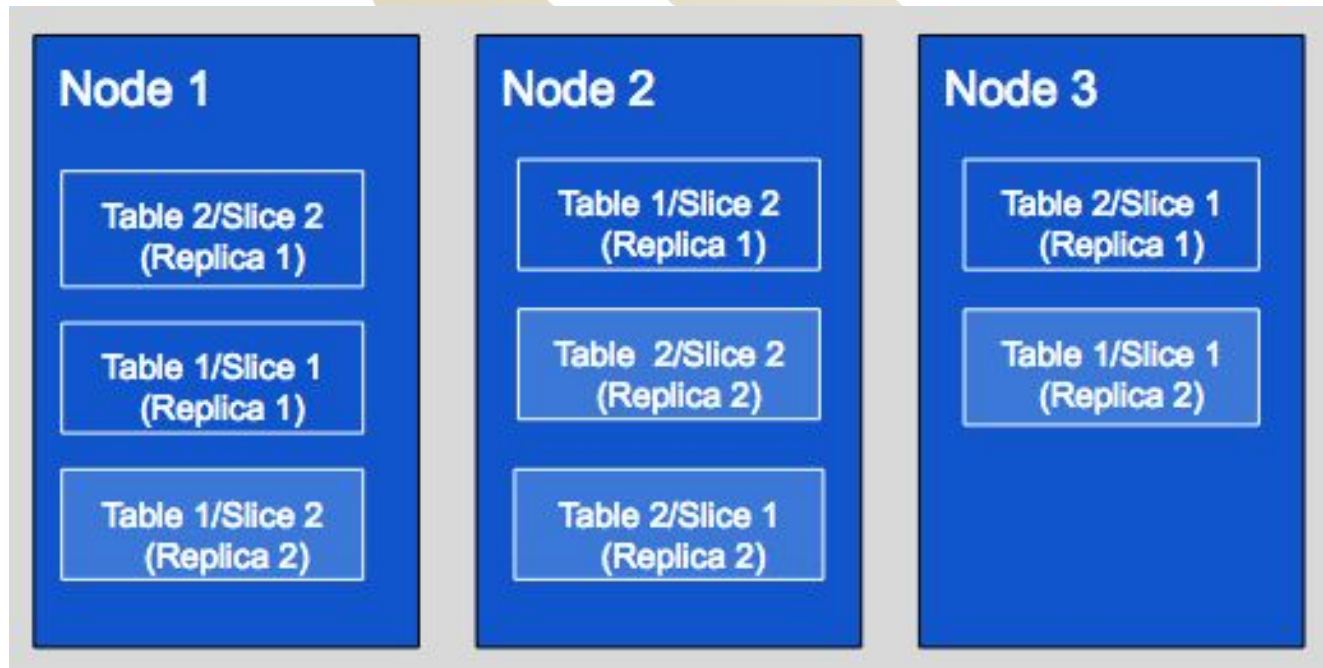 Node 1
Table 2/Slice 2
(Replica 1)
Table 1/Slice 1
(Replica 1)
Table 1/Slice 2
(Replica 2)
Node 2
Table 1/Slice 2
(Replica 1)
Table 2/Slice 2
(Replica 2)
Table 2/Slice 1
(Replica 2)
Node 3
Table 2/Slice 1
(Replica 1)
Table 1/Slice 1
(Replica 2)